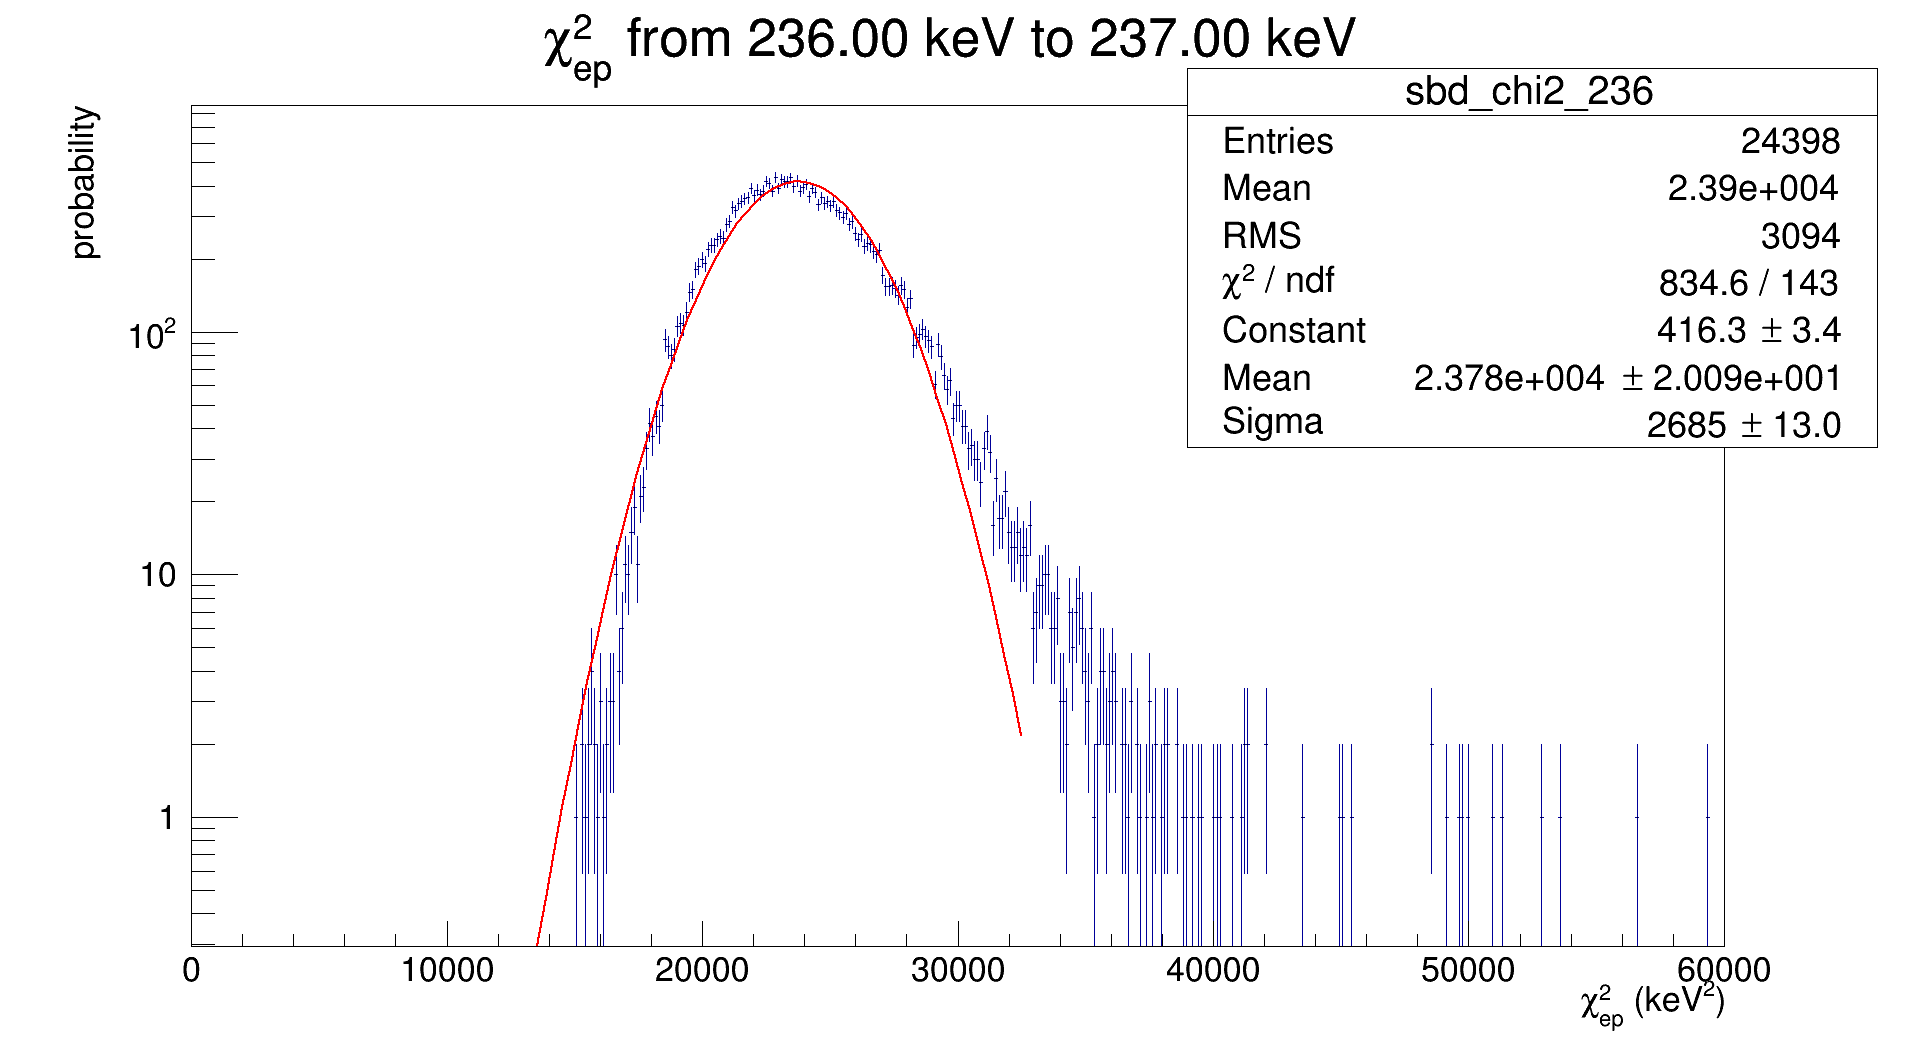 χ²ep from 236.00 keV to 237.00 keV
probability
sbd_chi2_236
Entries 24398
Mean 2.39e+004
RMS 3094
χ² / ndf 834.6 / 143
Constant 416.3 ± 3.4
Mean 2.378e+004 ± 2.009e+001
Sigma 2685 ± 13.0
10²
10
1
0 10000 20000 30000 40000 50000 60000
χ²ep (keV²)